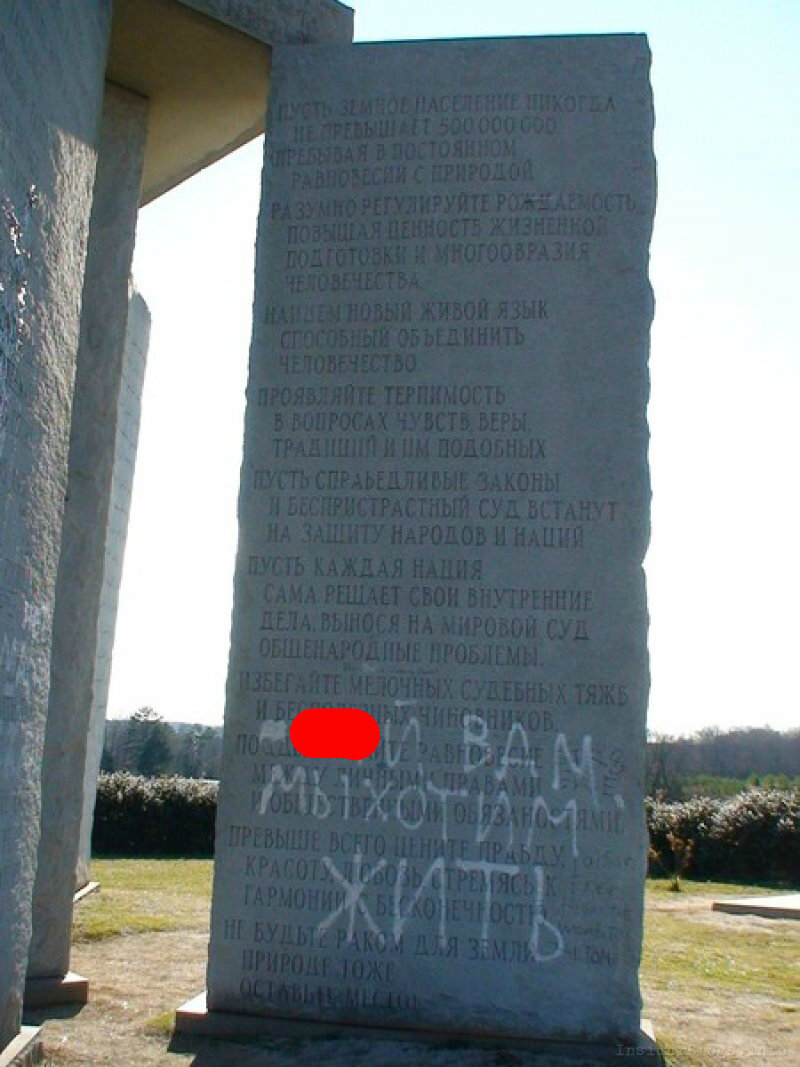 ПУСТЬ ЗЕМНОЕ НАСЕЛЕНИЕ НИКОГДА
НЕ ПРЕВЫШАЕТ 500.000.000
ПРЕБЫВАЯ В ПОСТОЯННОМ
РАВНОВЕСИИ С ПРИРОДОЙ
РАЗУМНО РЕГУЛИРУЙТЕ РОЖДАЕМОСТЬ
ПОВЫШАЯ ЦЕННОСТЬ ЖИЗНЕННОЙ
ПОДГОТОВКИ И МНОГООБРАЗИЯ
ЧЕЛОВЕЧЕСТВА
НАЙДЕМ НОВЫЙ ЖИВОЙ ЯЗЫК
СПОСОБНЫЙ ОБЪЕДИНИТЬ
ЧЕЛОВЕЧЕСТВО
ПРОЯВЛЯЙТЕ ТЕРПИМОСТЬ
В ВОПРОСАХ ЧУВСТВ, ВЕРЫ
ТРАДИЦИЙ И ИМ ПОДОБНЫХ
ПУСТЬ СПРАВЕДЛИВЫЕ ЗАКОНЫ
И БЕСПРИСТРАСТНЫЙ СУД ВСТАНУТ
НА ЗАЩИТУ НАРОДОВ И НАЦИЙ
ПУСТЬ КАЖДАЯ НАЦИЯ
САМА РЕШАЕТ СВОИ ВНУТРЕННИЕ
ДЕЛА, ВЫНОСЯ НА МИРОВОЙ СУД
ОБЩЕНАРОДНЫЕ ПРОБЛЕМЫ.
ИЗБЕГАЙТЕ МЕЛОЧНЫХ СУДЕБНЫХ ТЯЖБ
И БЕСПОЛЕЗНЫХ ЧИНОВНИКОВ.
Й ВАМ
РАВНОВЕСИЕ
МЕЖДУ ЛИЧНЫМИ ПРАВАМИ
МЫ ХОТИМ
И ОБЩЕСТВЕННЫМИ ОБЯЗАНОСТЯМИ.
ПРЕВЫШЕ ВСЕГО ЦЕНИТЕ ПРАВДУ,
КРАСОТУ, ЛЮБОВЬ, СТРЕМЯСЬ К
ЖИТЬ
ГАРМОНИИ С БЕСКОНЕЧНОСТЬЮ
НЕ БУДЬТЕ РАКОМ ДЛЯ ЗЕМЛИ,
ПРИРОДЕ ТОЖЕ
ОСТАВЬТЕ МЕСТО!